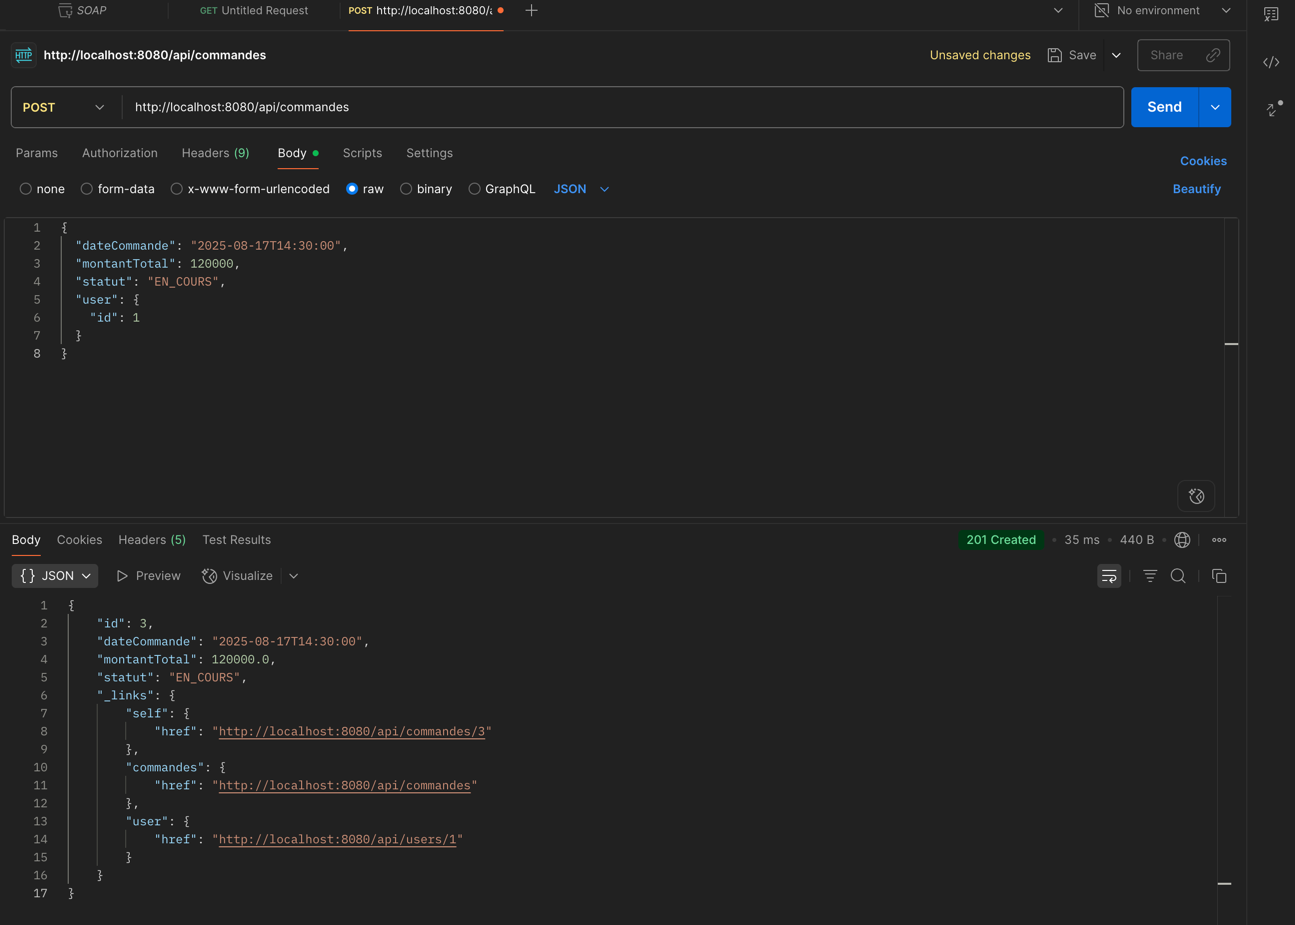 SOAP GET Untitled Request POST http://localhost:8080/a No environment
HTTP http://localhost:8080/api/commandes Unsaved changes Save Share
POST http://localhost:8080/api/commandes Send
Params Authorization Headers (9) Body Scripts Settings Cookies
none form-data x-www-form-urlencoded raw binary GraphQL JSON Beautify
1 {
2 "dateCommande": "2025-08-17T14:30:00",
3 "montantTotal": 120000,
4 "statut": "EN_COURS",
5 "user": {
6 "id": 1
7 }
8 }
Body Cookies Headers (5) Test Results 201 Created • 35 ms • 440 B
{} JSON Preview Visualize
1 {
2 "id": 3,
3 "dateCommande": "2025-08-17T14:30:00",
4 "montantTotal": 120000.0,
5 "statut": "EN_COURS",
6 "_links": {
7 "self": {
8 "href": "http://localhost:8080/api/commandes/3"
9 },
10 "commandes": {
11 "href": "http://localhost:8080/api/commandes"
12 },
13 "user": {
14 "href": "http://localhost:8080/api/users/1"
15 }
16 }
17 }